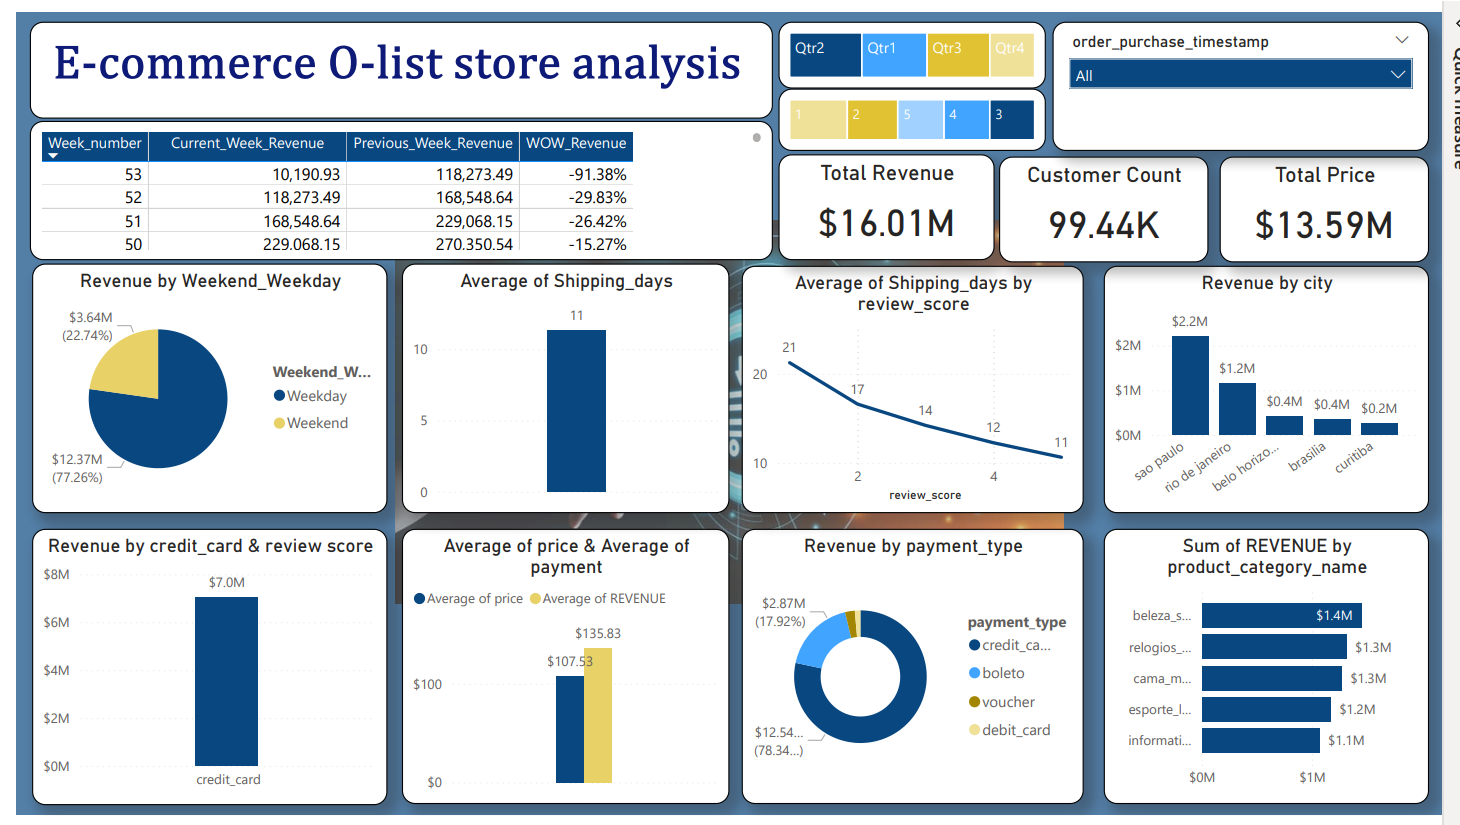 E-commerce O-list store analysis
Qtr2 Qtr1 Qtr3 Qtr4
1 2 5 4 3
order_purchase_timestamp
All
Quick measure
Week_number Current_Week_Revenue Previous_Week_Revenue WOW_Revenue
53 10,190.93 118,273.49 -91.38%
52 118,273.49 168,548.64 -29.83%
51 168,548.64 229,068.15 -26.42%
50 229,068.15 270,350.54 -15.27%
Total Revenue
$16.01M
Customer Count
99.44K
Total Price
$13.59M
Revenue by Weekend_Weekday
$3.64M
(22.74%)
$12.37M
(77.26%)
Weekend_W...
Weekday
Weekend
Average of Shipping_days
11
10
5
0
Average of Shipping_days by
review_score
21
17
14
12
11
20
10
2 4
review_score
Revenue by city
$2.2M
$1.2M
$0.4M
$0.4M
$0.2M
$2M
$1M
$0M
sao paulo
rio de janeiro
belo horizo...
brasilia
curitiba
Revenue by credit_card & review score
$8M
$7.0M
$6M
$4M
$2M
$0M
credit_card
Average of price & Average of
payment
Average of price Average of REVENUE
$135.83
$107.53
$100
$0
Revenue by payment_type
$2.87M
(17.92%)
$12.54...
(78.34...)
payment_type
credit_ca...
boleto
voucher
debit_card
Sum of REVENUE by
product_category_name
beleza_s... $1.4M
relogios_... $1.3M
cama_m... $1.3M
esporte_l... $1.2M
informati... $1.1M
$0M $1M